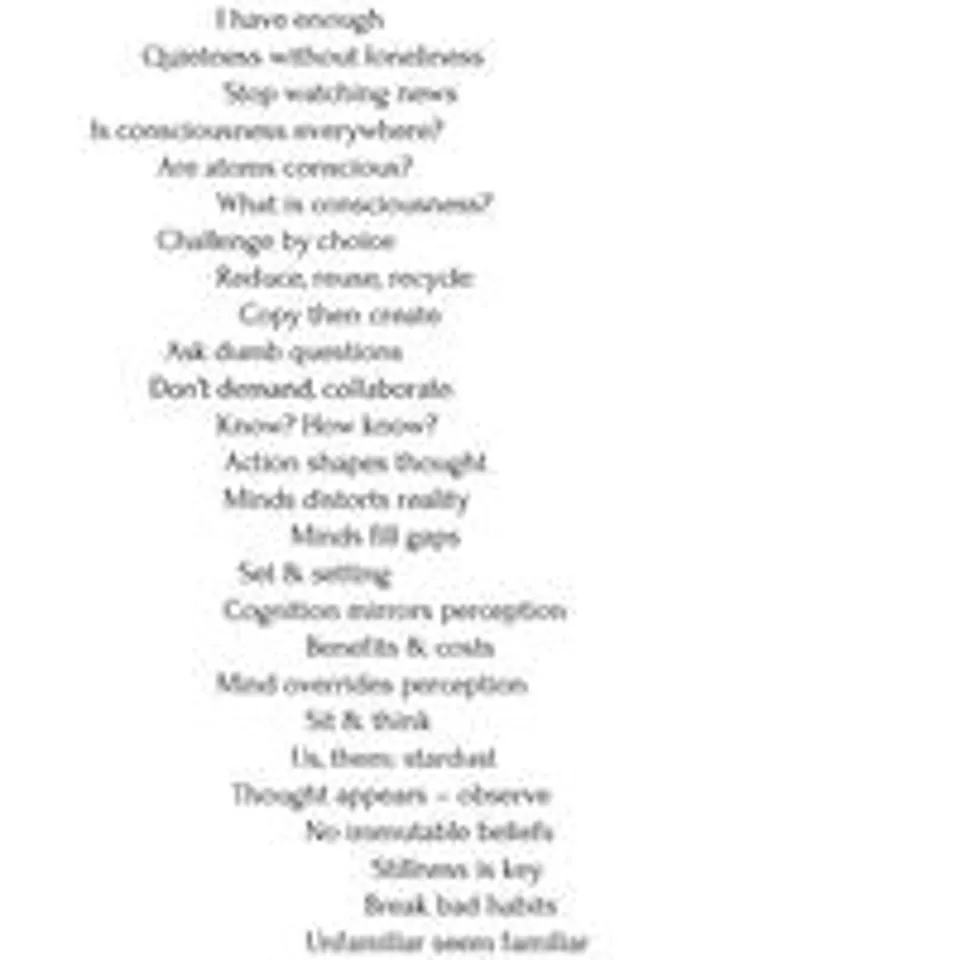 I have enough
Quietness without loneliness
Stop watching news
Is consciousness everywhere?
Are atoms conscious?
What is consciousness?
Challenge by choice
Reduce, reuse, recycle
Copy then create
Ask dumb questions
Don't demand, collaborate
Know? How know?
Action shapes thought
Minds distorts reality
Minds fill gaps
Set & setting
Cognition mirrors perception
Benefits & costs
Mind overrides perception
Sit & think
Us, them: stardust
Thought appears – observe
No immutable beliefs
Stillness is key
Break bad habits
Unfamiliar seem familiar